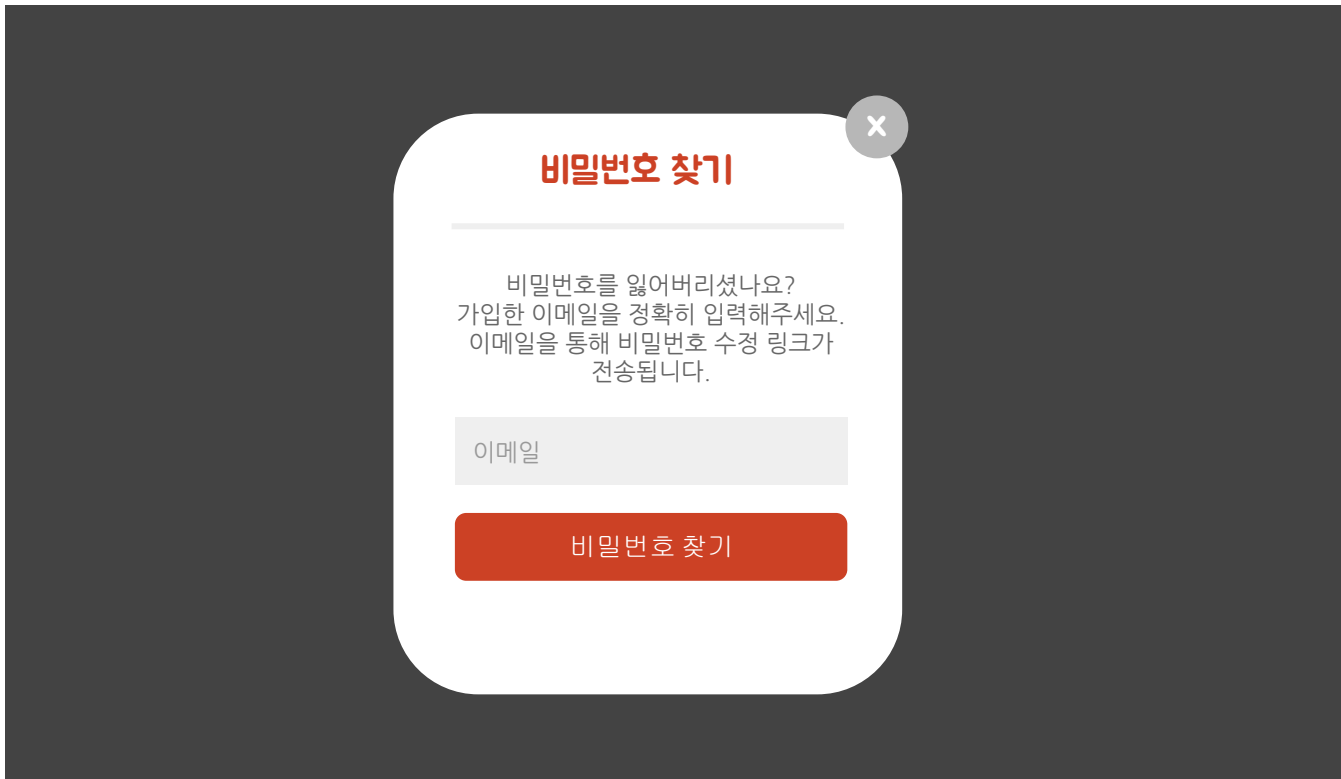 x
비밀번호 찾기
비밀번호를 잃어버리셨나요?
가입한 이메일을 정확히 입력해주세요.
이메일을 통해 비밀번호 수정 링크가
전송됩니다.
이메일
비밀번호 찾기